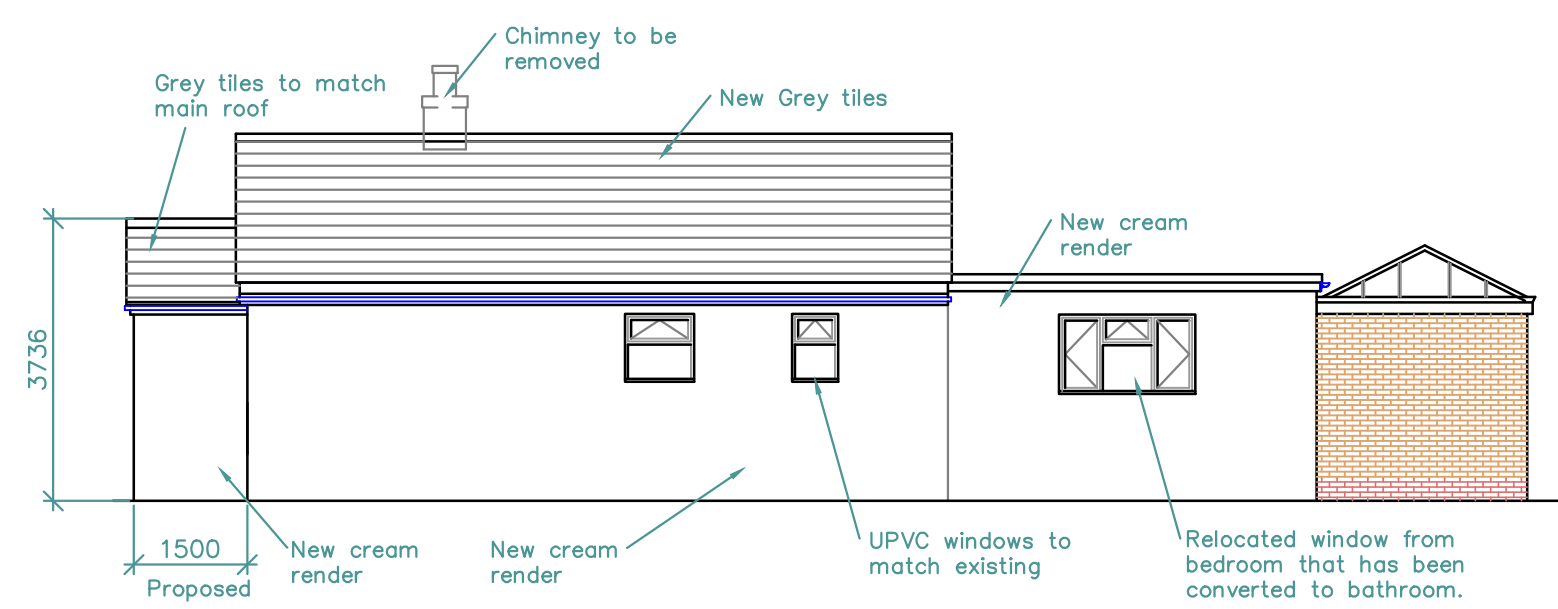 Chimney to be
removed
Grey tiles to match
main roof
New Grey tiles
New cream
render
3736
1500
Proposed
New cream
render
New cream
render
UPVC windows to
match existing
Relocated window from
bedroom that has been
converted to bathroom.